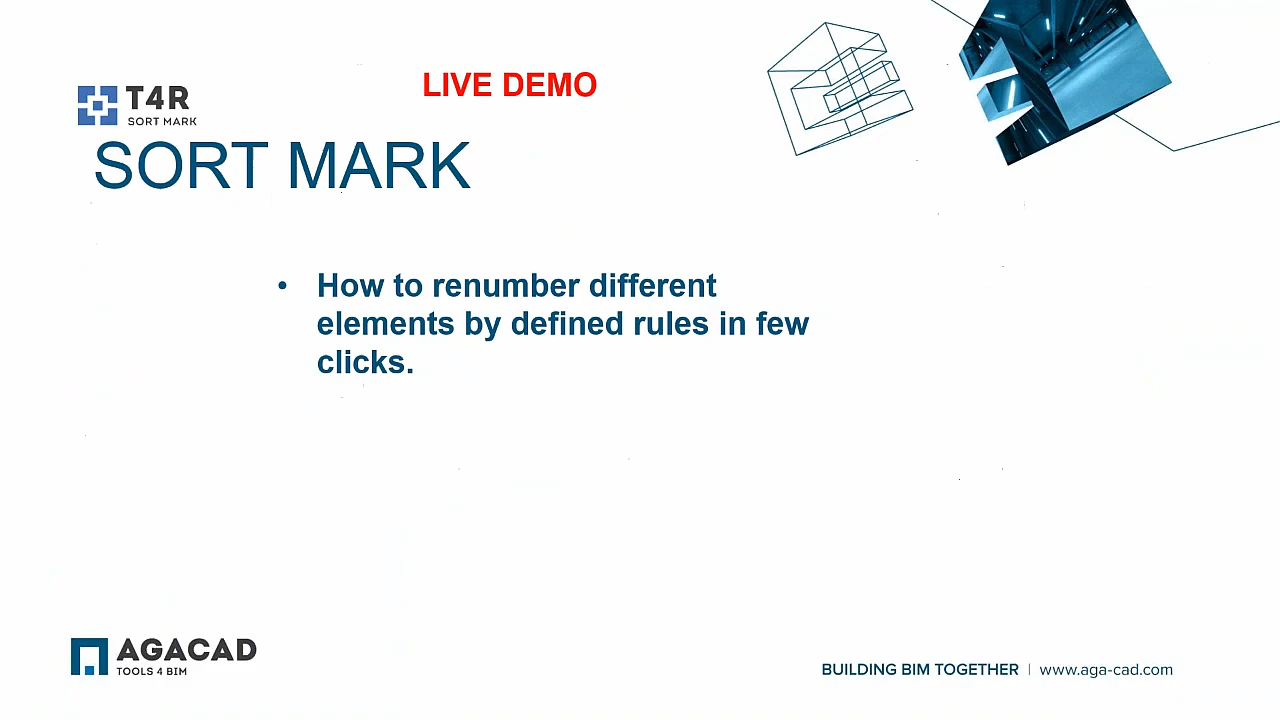 LIVE DEMO
T4R
SORT MARK
SORT MARK
• How to renumber different
elements by defined rules in few
clicks.
AGACAD
TOOLS 4 BIM
BUILDING BIM TOGETHER | www.aga-cad.com